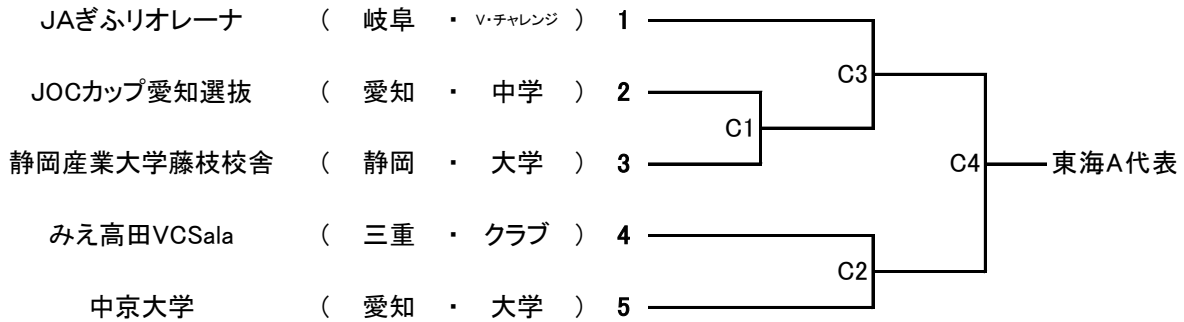 JAぎふリオレーナ ( 岐阜 ・ V・チャレンジ ) 1
C3
JOCカップ愛知選抜 ( 愛知 ・ 中学 ) 2
C1
静岡産業大学藤枝校舎 ( 静岡 ・ 大学 ) 3
C4 東海A代表
みえ高田VCSala ( 三重 ・ クラブ ) 4
C2
中京大学 ( 愛知 ・ 大学 ) 5